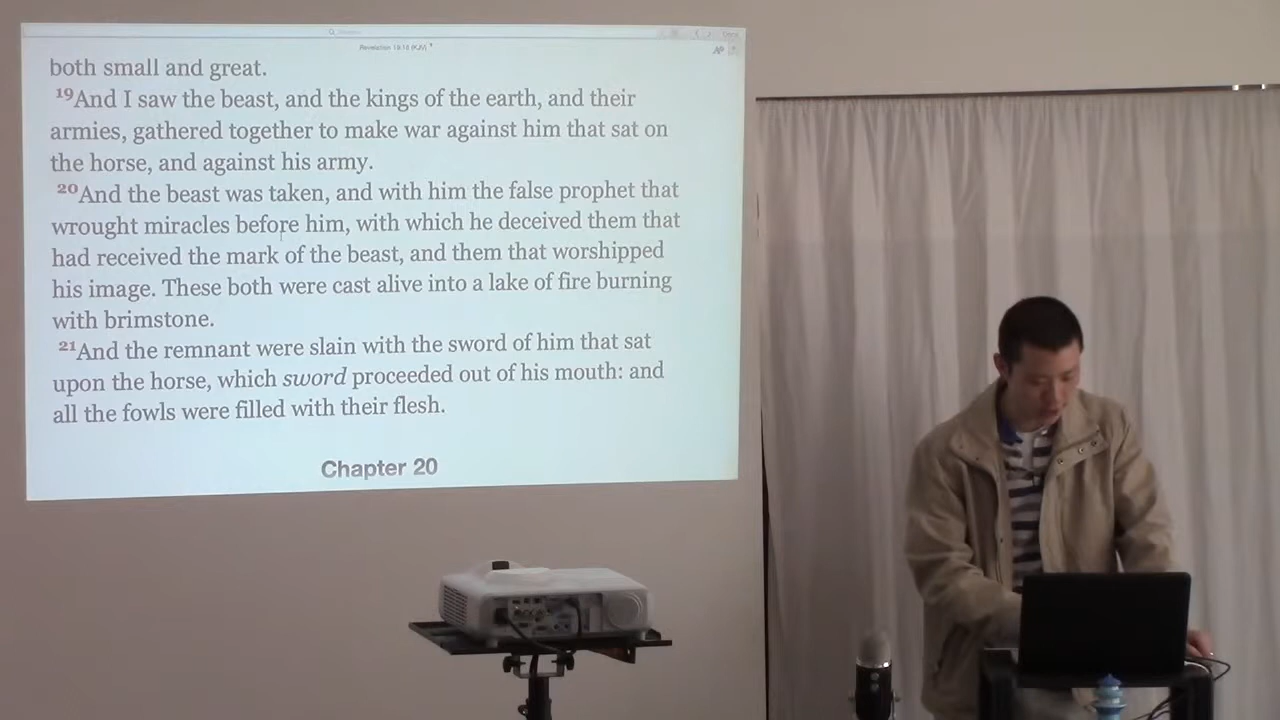 Revelation 19:18 (KJV)
both small and great.
19And I saw the beast, and the kings of the earth, and their
armies, gathered together to make war against him that sat on
the horse, and against his army.
20And the beast was taken, and with him the false prophet that
wrought miracles before him, with which he deceived them that
had received the mark of the beast, and them that worshipped
his image. These both were cast alive into a lake of fire burning
with brimstone.
21And the remnant were slain with the sword of him that sat
upon the horse, which sword proceeded out of his mouth: and
all the fowls were filled with their flesh.
Chapter 20